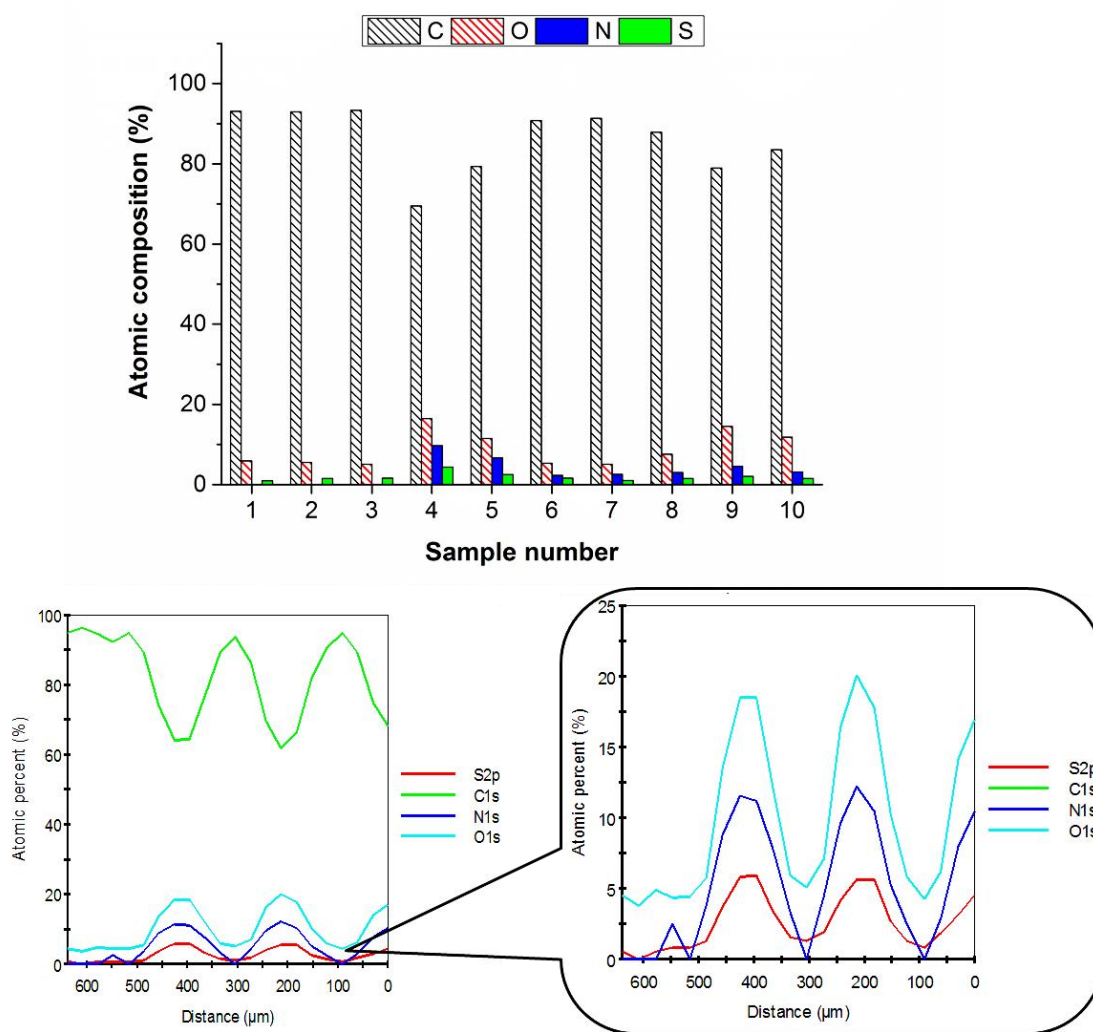 C O N S
Atomic composition (%)
100
80
60
40
20
0
1 2 3 4 5 6 7 8 9 10
Sample number
Atomic percent (%)
100
80
60
40
20
0
600 500 400 300 200 100 0
Distance (µm)
S2p
C1s
N1s
O1s
Atomic percent (%)
25
20
15
10
5
0
600 500 400 300 200 100 0
Distance (µm)
S2p
C1s
N1s
O1s